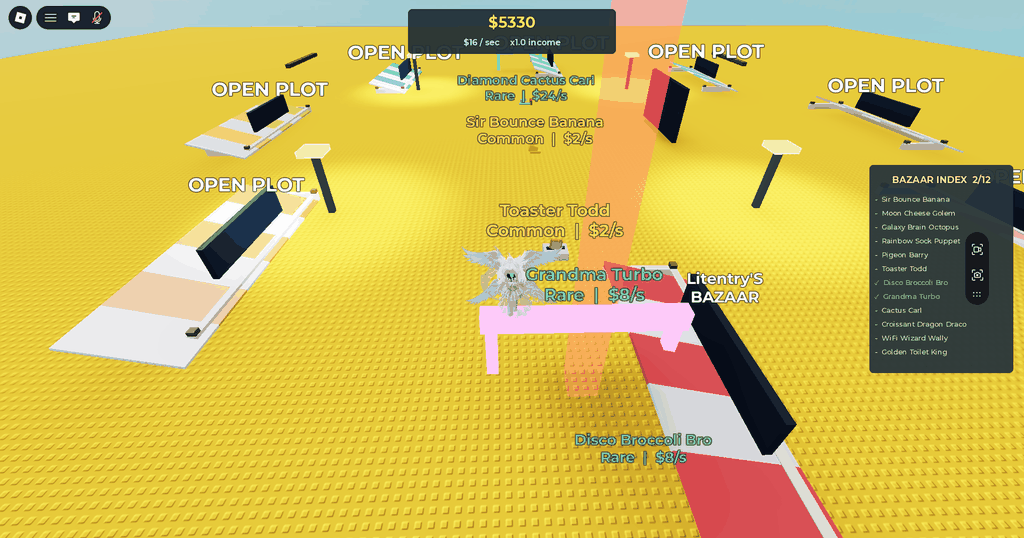 $5330
$16 / sec x1.0 income
OPEN PLOT
OPEN PLOT
OPEN PLOT
OPEN PLOT
OPEN PLOT
Diamond Cactus Carl
Rare | $24/s
Sir Bounce Banana
Common | $2/s
Toaster Todd
Common | $2/s
Grandma Turbo
Rare | $8/s
Litentry'S
BAZAAR
Disco Broccoli Bro
Rare | $8/s
BAZAAR INDEX 2/12
- Sir Bounce Banana
- Moon Cheese Golem
- Galaxy Brain Octopus
- Rainbow Sock Puppet
- Pigeon Barry
- Toaster Todd
✓ Disco Broccoli Bro
✓ Grandma Turbo
- Cactus Carl
- Croissant Dragon Draco
- WiFi Wizard Wally
- Golden Toilet King